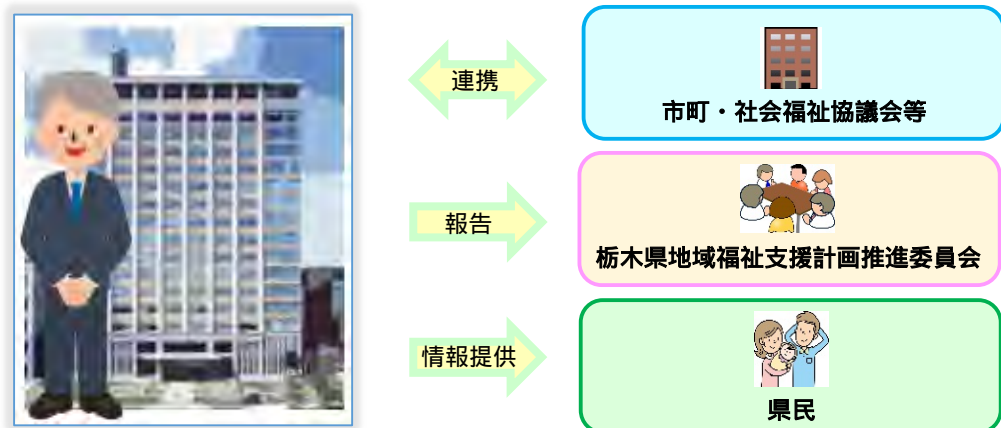 連携
市町・社会福祉協議会等
報告
栃木県地域福祉支援計画推進委員会
情報提供
県民